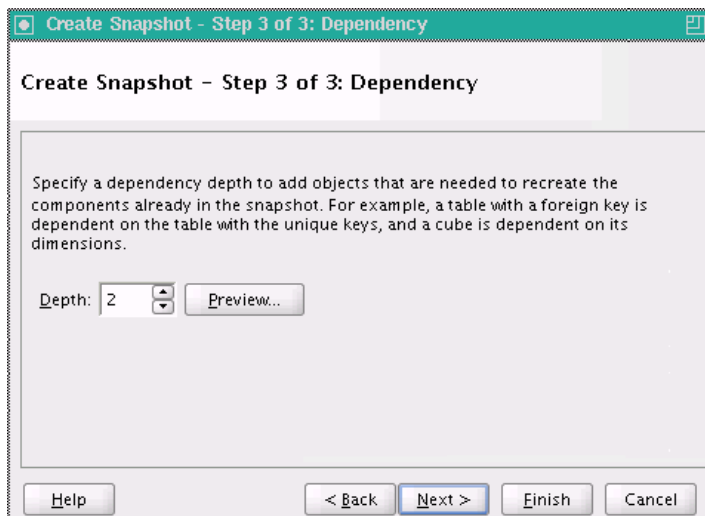 Create Snapshot - Step 3 of 3: Dependency
Create Snapshot - Step 3 of 3: Dependency
Specify a dependency depth to add objects that are needed to recreate the
components already in the snapshot. For example, a table with a foreign key is
dependent on the table with the unique keys, and a cube is dependent on its
dimensions.
Depth: 2 Preview...
Help < Back Next > Finish Cancel